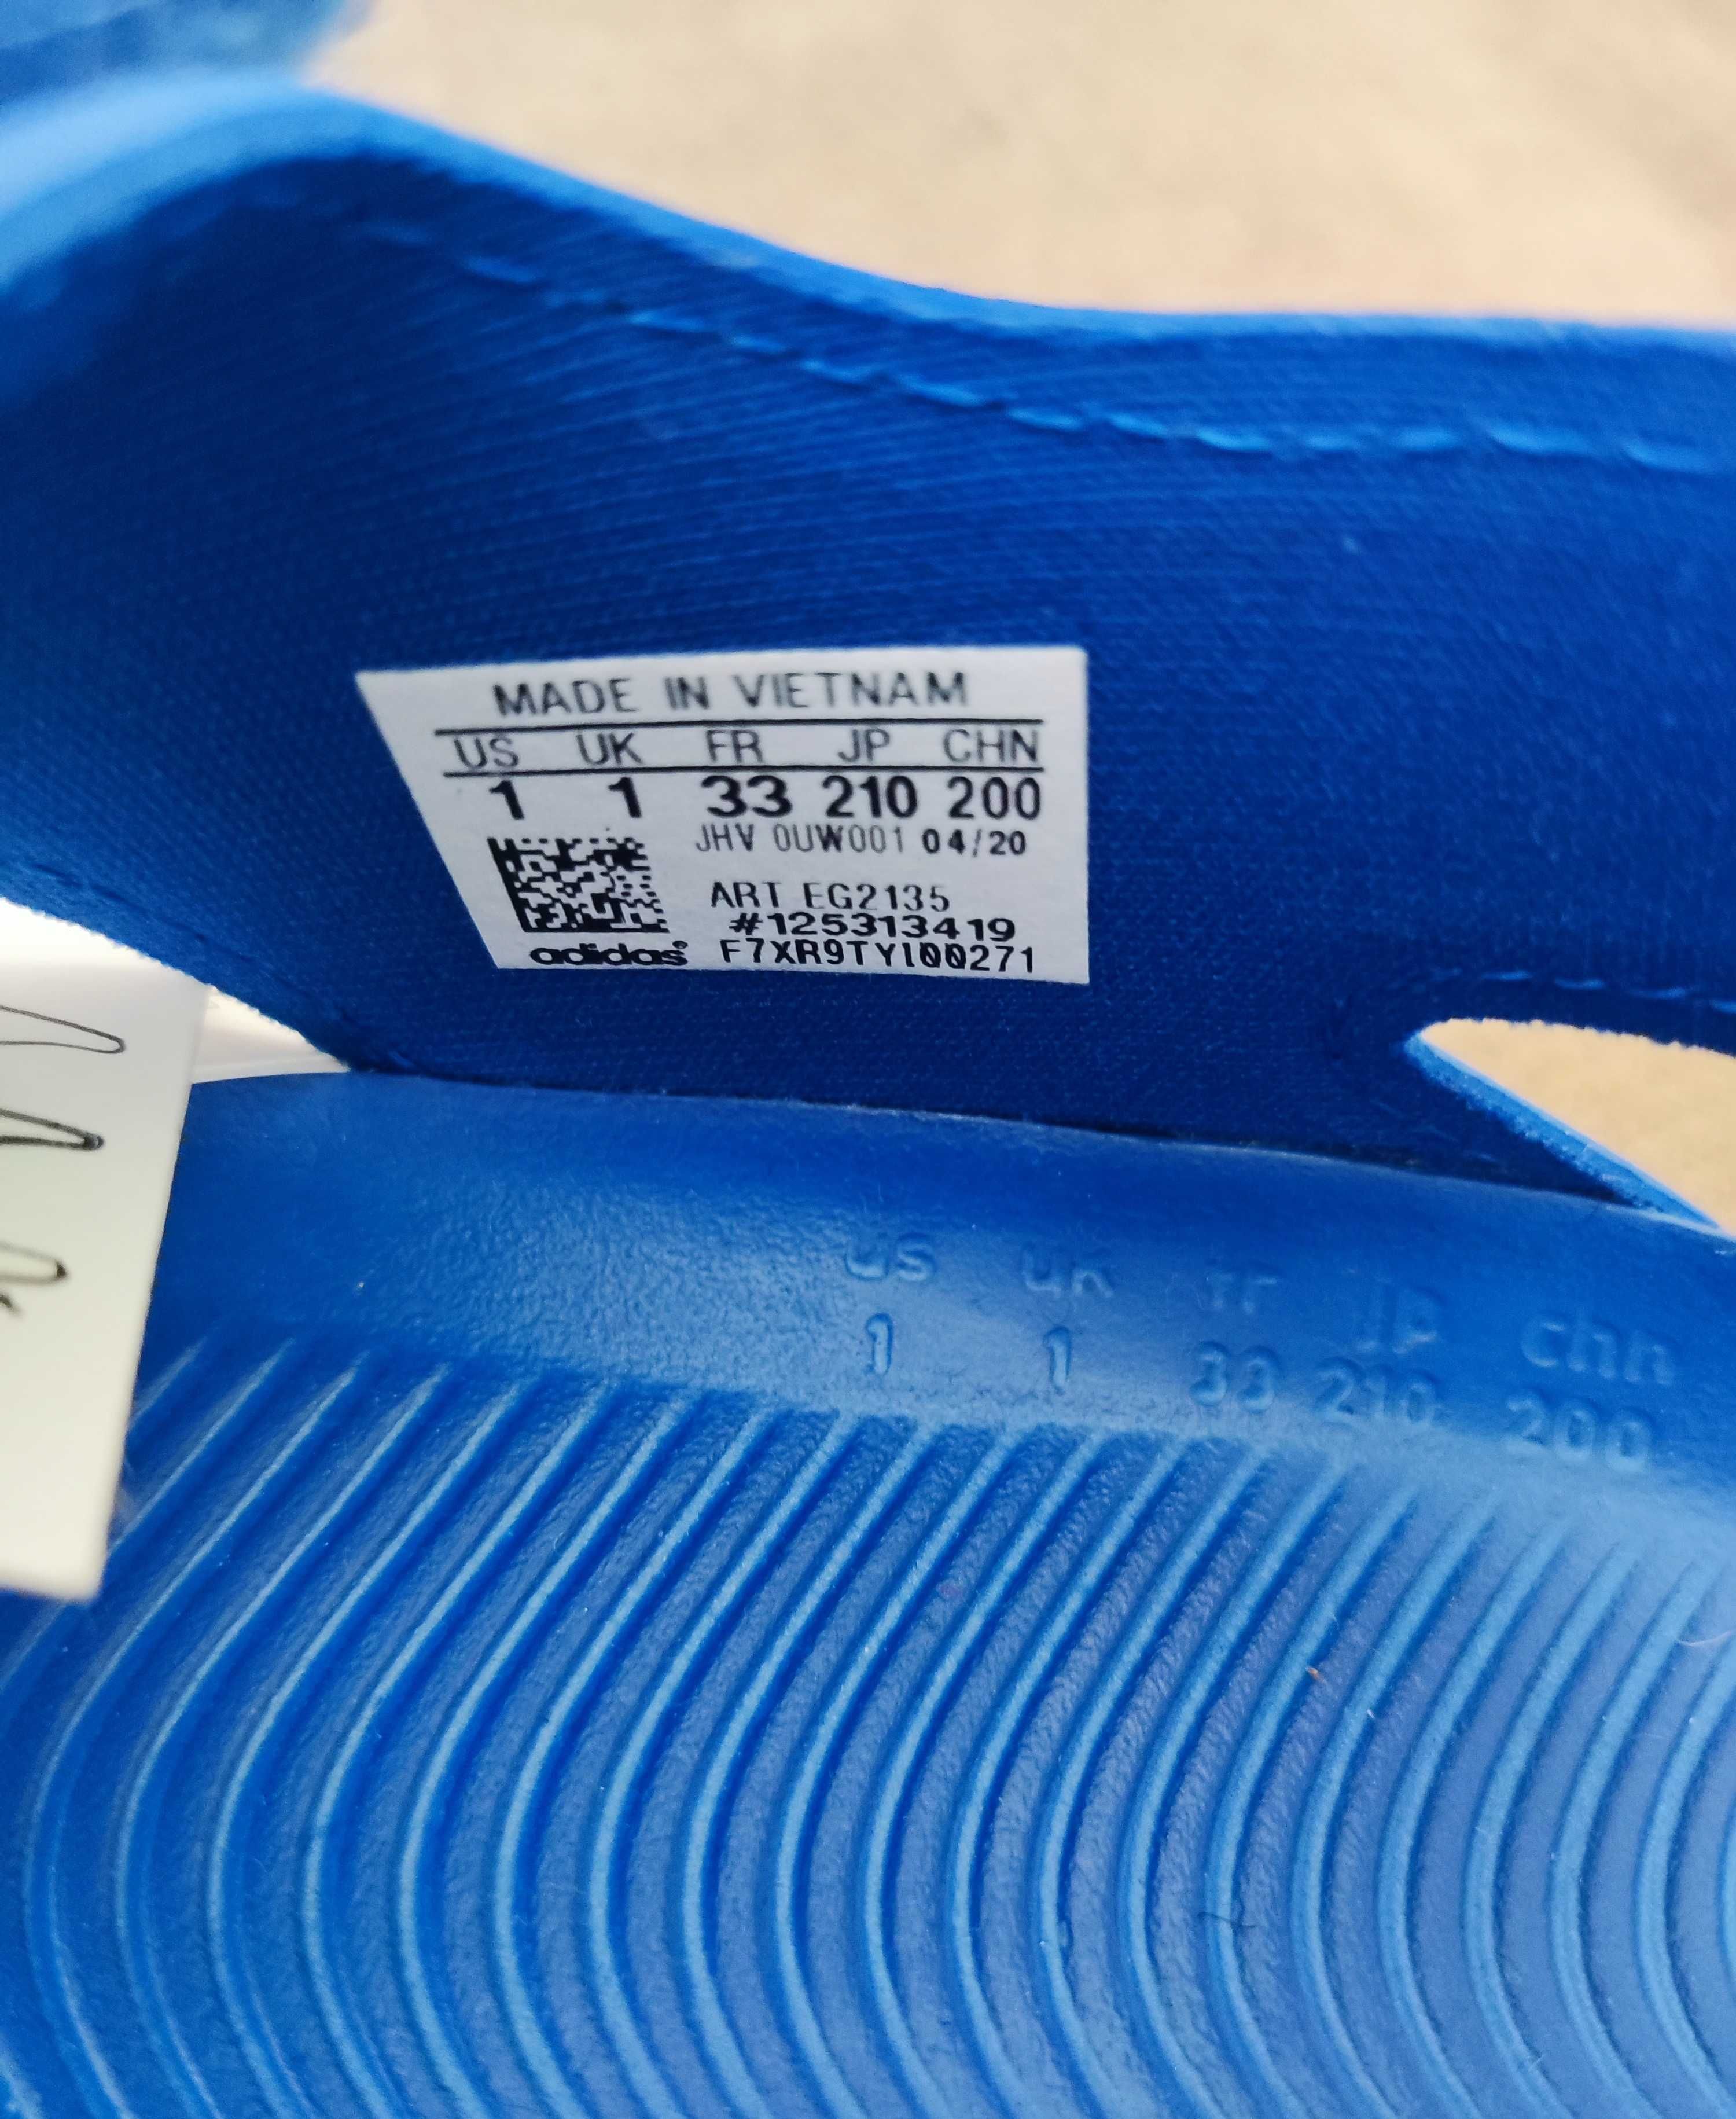 MADE IN VIETNAM
US UK FR JP CHN
1 1 33 210 200
JHV 0UW001 04/20
ART EG2135
#125313419
adidas® F7XR9TYI00271
US UK fr JP chn
1 1 33 210 200